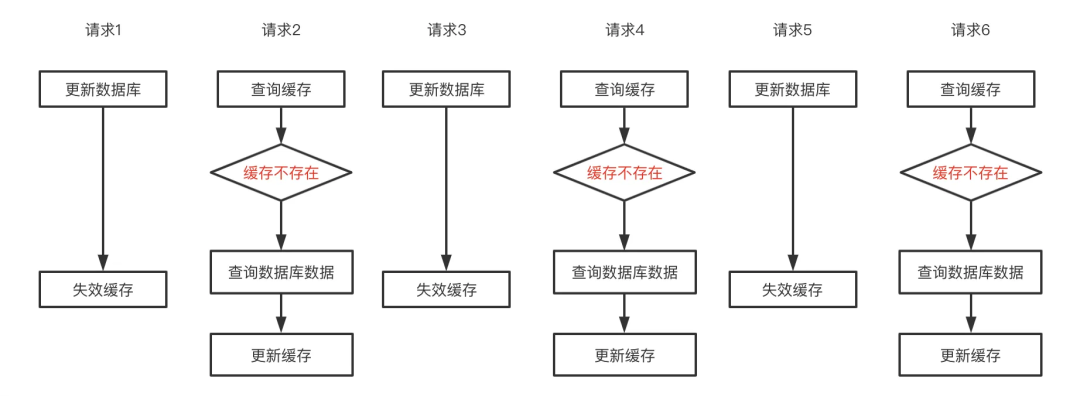 请求1
请求2
请求3
请求4
请求5
请求6
更新数据库
查询缓存
更新数据库
查询缓存
更新数据库
查询缓存
缓存不存在
缓存不存在
缓存不存在
查询数据库数据
查询数据库数据
查询数据库数据
失效缓存
失效缓存
失效缓存
更新缓存
更新缓存
更新缓存